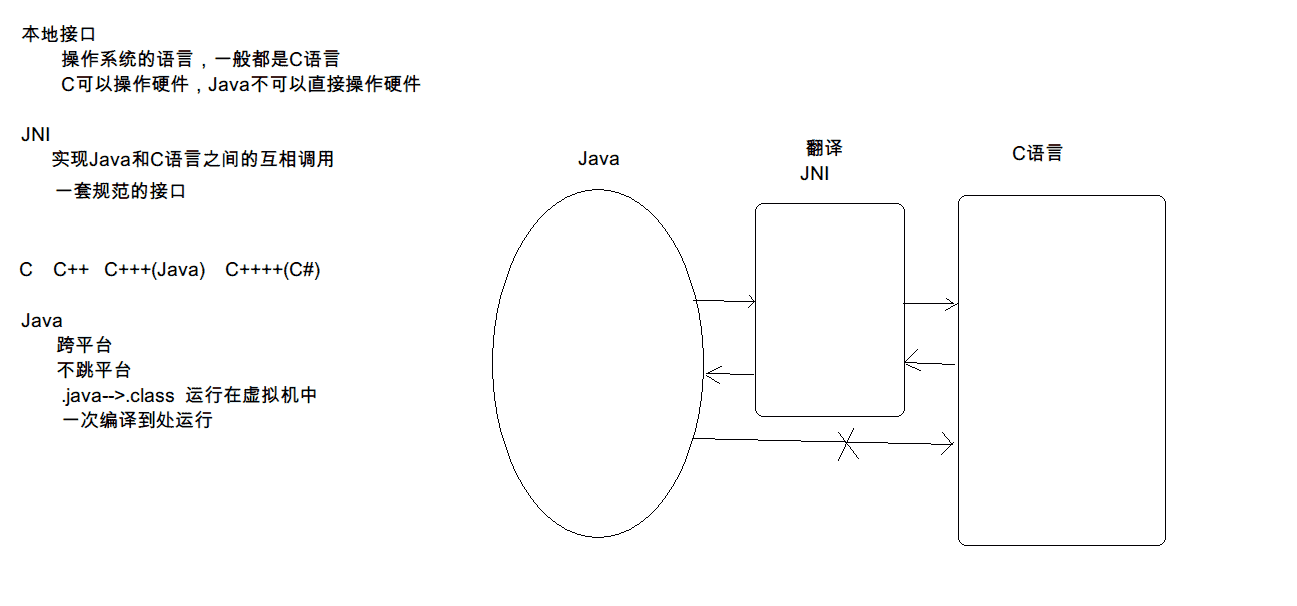 本地接口
操作系统的语言，一般都是C语言
C可以操作硬件，Java不可以直接操作硬件
JNI
实现Java和C语言之间的互相调用
一套规范的接口
C C++ C+++(Java) C++++(C#)
Java
跨平台
不跳平台
.java-->.class 运行在虚拟机中
一次编译到处运行
Java
翻译
JNI
C语言